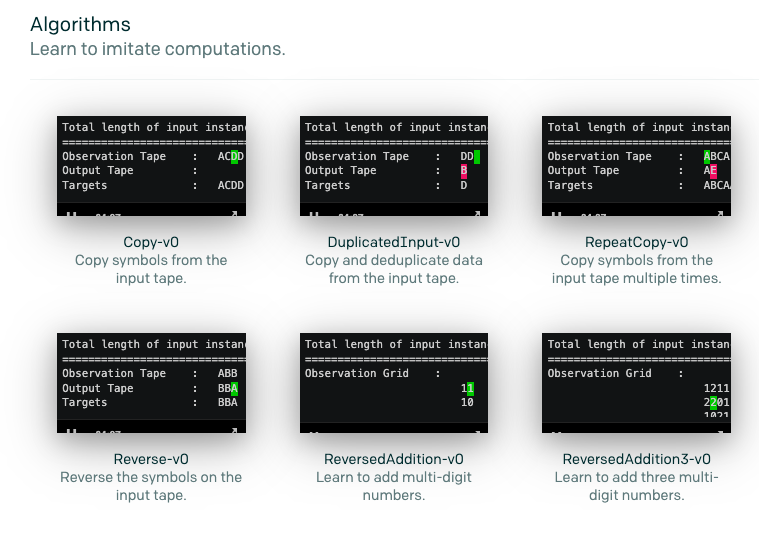 Algorithms
Learn to imitate computations.
Total length of input instan
============================
Observation Tape : ACDD
Output Tape :
Targets : ACDD
Copy-v0
Copy symbols from the
input tape.
Total length of input instan
============================
Observation Tape : DD
Output Tape : B
Targets : D
DuplicatedInput-v0
Copy and deduplicate data
from the input tape.
Total length of input instan
============================
Observation Tape : ABCA
Output Tape : AE
Targets : ABCA
RepeatCopy-v0
Copy symbols from the
input tape multiple times.
Total length of input instan
============================
Observation Tape : ABB
Output Tape : BBA
Targets : BBA
Reverse-v0
Reverse the symbols on the
input tape.
Total length of input instan
============================
Observation Grid :
11
10
ReversedAddition-v0
Learn to add multi-digit
numbers.
Total length of input instan
============================
Observation Grid :
1211
2201
1021
ReversedAddition3-v0
Learn to add three multi-
digit numbers.